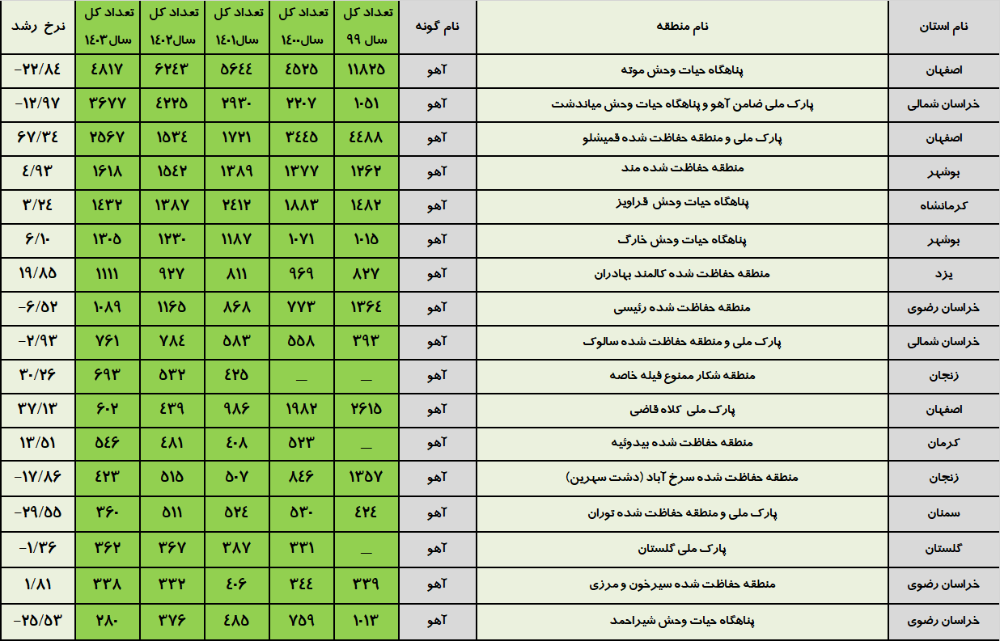 نام استان نام منطقه نام گونه تعداد کل سال ۹۹ تعداد کل سال۱۴۰۰ تعداد کل سال۱۴۰۱ تعداد کل سال۱۴۰۲ تعداد کل سال۱۴۰۳ نرخ رشد
اصفهان پناهگاه حیات وحش موته آهو ۱۱۸۲۵ ۴۵۲۵ ۵۶۴۴ ۶۲۴۳ ۴۸۱۷ -۲۲/۸۴
خراسان شمالی پارک ملی ضامن آهو و پناهگاه حیات وحش میاندشت آهو ۱۰۵۱ ۲۲۰۷ ۲۹۳۰ ۴۲۲۵ ۳۶۷۷ -۱۲/۹۷
اصفهان پارک ملی و منطقه حفاظت شده قمیشلو آهو ۴۴۸۸ ۳۴۴۵ ۱۷۲۱ ۱۵۳۴ ۲۵۶۷ ۶۷/۳۴
بوشهر منطقه حفاظت شده مند آهو ۱۲۶۲ ۱۳۷۷ ۱۳۸۹ ۱۵۴۲ ۱۶۱۸ ۴/۹۳
کرمانشاه پناهگاه حیات وحش قراویز آهو ۱۴۸۲ ۱۸۸۳ ۲۴۱۲ ۱۳۸۷ ۱۴۳۲ ۳/۲۴
بوشهر پناهگاه حیات وحش خارگ آهو ۱۰۱۵ ۱۰۷۱ ۱۱۸۷ ۱۲۳۰ ۱۳۰۵ ۶/۱۰
یزد منطقه حفاظت شده کالمند بهادران آهو ۸۲۷ ۹۶۹ ۸۱۱ ۹۲۷ ۱۱۱۱ ۱۹/۸۵
خراسان رضوی منطقه حفاظت شده رئیسی آهو ۱۳۶۴ ۷۷۳ ۸۶۸ ۱۱۶۵ ۱۰۸۹ -۶/۵۲
خراسان شمالی پارک ملی و منطقه حفاظت شده سالوک آهو ۳۹۳ ۵۵۸ ۵۸۳ ۷۸۴ ۷۶۱ -۲/۹۳
زنجان منطقه شکار ممنوع فیله خاصه آهو _ _ ۴۲۵ ۵۳۲ ۶۹۳ ۳۰/۲۶
اصفهان پارک ملی کلاه قاضی آهو ۲۶۱۵ ۱۹۸۲ ۹۸۶ ۴۳۹ ۶۰۲ ۳۷/۱۳
کرمان منطقه حفاظت شده بیدوئیه آهو _ ۵۲۳ ۴۰۸ ۴۸۱ ۵۴۶ ۱۳/۵۱
زنجان منطقه حفاظت شده سرخ آباد (دشت سهرین) آهو ۱۳۵۷ ۸۴۶ ۵۰۷ ۵۱۵ ۴۲۳ -۱۷/۸۶
سمنان پارک ملی و منطقه حفاظت شده توران آهو ۴۲۴ ۵۳۰ ۵۲۴ ۵۱۱ ۳۶۰ -۲۹/۵۵
گلستان پارک ملی گلستان آهو _ ۳۳۱ ۳۸۷ ۳۶۷ ۳۶۲ -۱/۳۶
خراسان رضوی منطقه حفاظت شده سیرخون و مرزی آهو ۳۳۹ ۳۴۴ ۴۰۶ ۳۳۲ ۳۳۸ ۱/۸۱
خراسان رضوی پناهگاه حیات وحش شیراحمد آهو ۱۰۱۳ ۷۵۹ ۴۸۵ ۳۷۶ ۲۸۰ -۲۵/۵۳